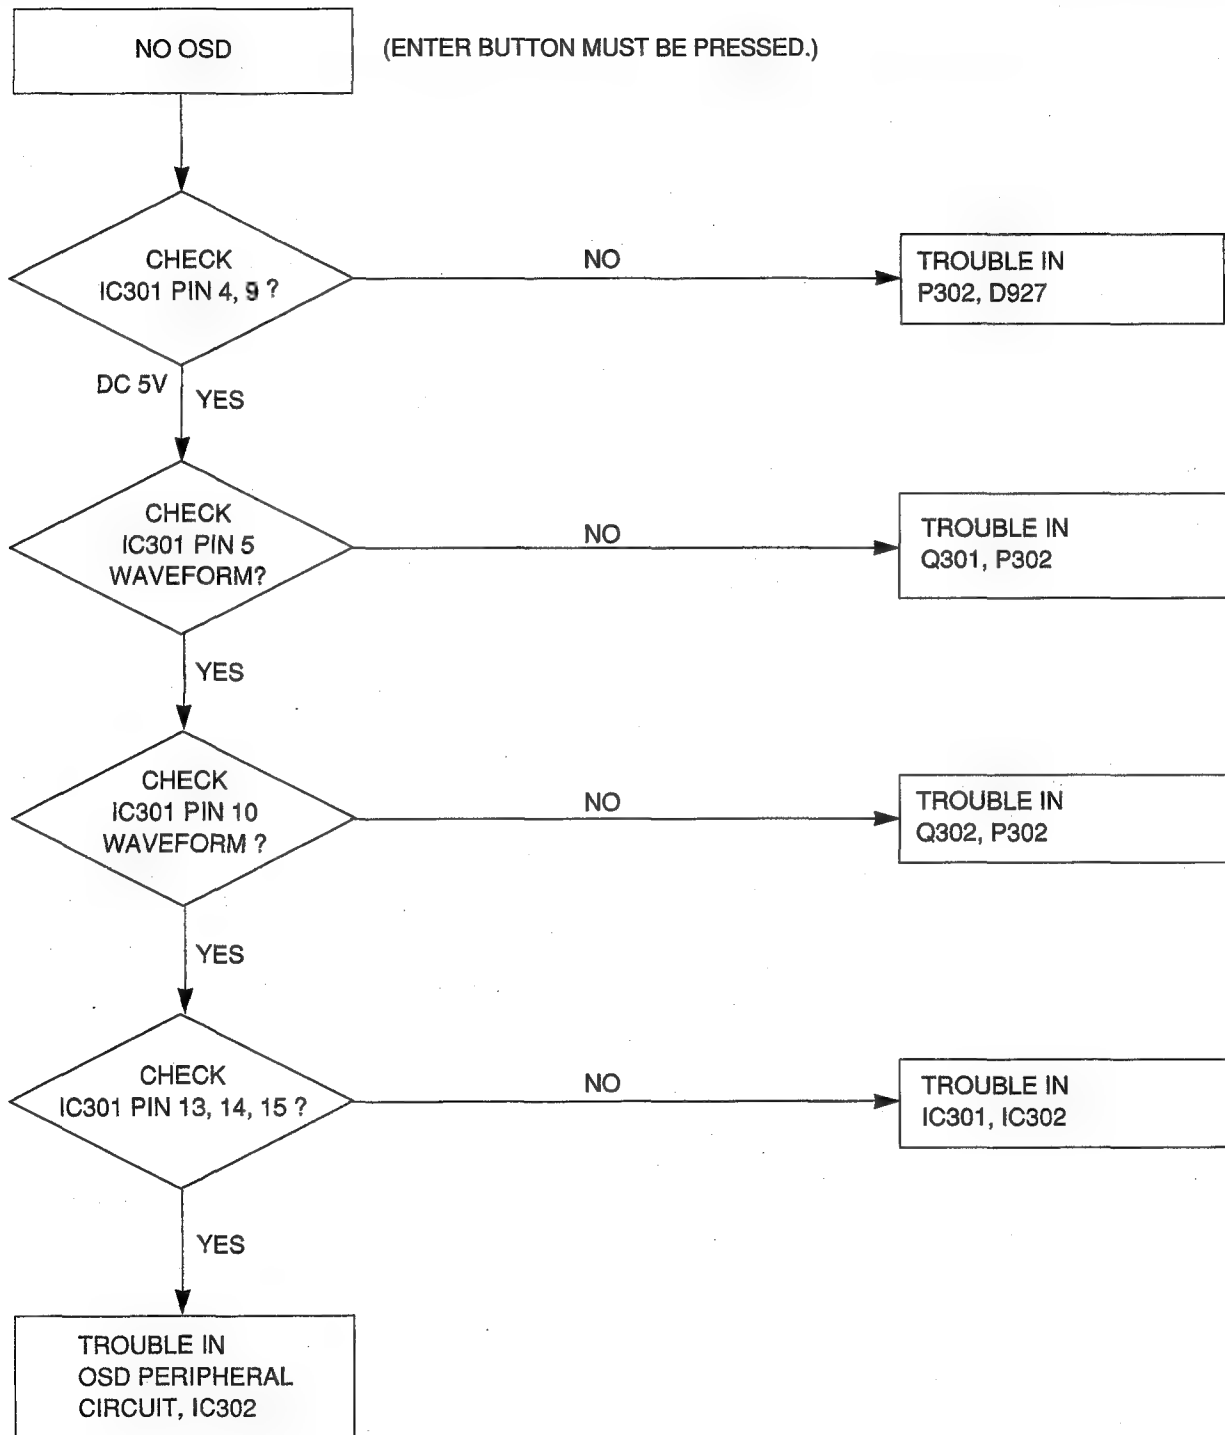 NO OSD
(ENTER BUTTON MUST BE PRESSED.)
CHECK
IC301 PIN 4, 9 ?
NO
TROUBLE IN
P302, D927
DC 5V
YES
CHECK
IC301 PIN 5
WAVEFORM?
NO
TROUBLE IN
Q301, P302
YES
CHECK
IC301 PIN 10
WAVEFORM ?
NO
TROUBLE IN
Q302, P302
YES
CHECK
IC301 PIN 13, 14, 15 ?
NO
TROUBLE IN
IC301, IC302
YES
TROUBLE IN
OSD PERIPHERAL
CIRCUIT, IC302